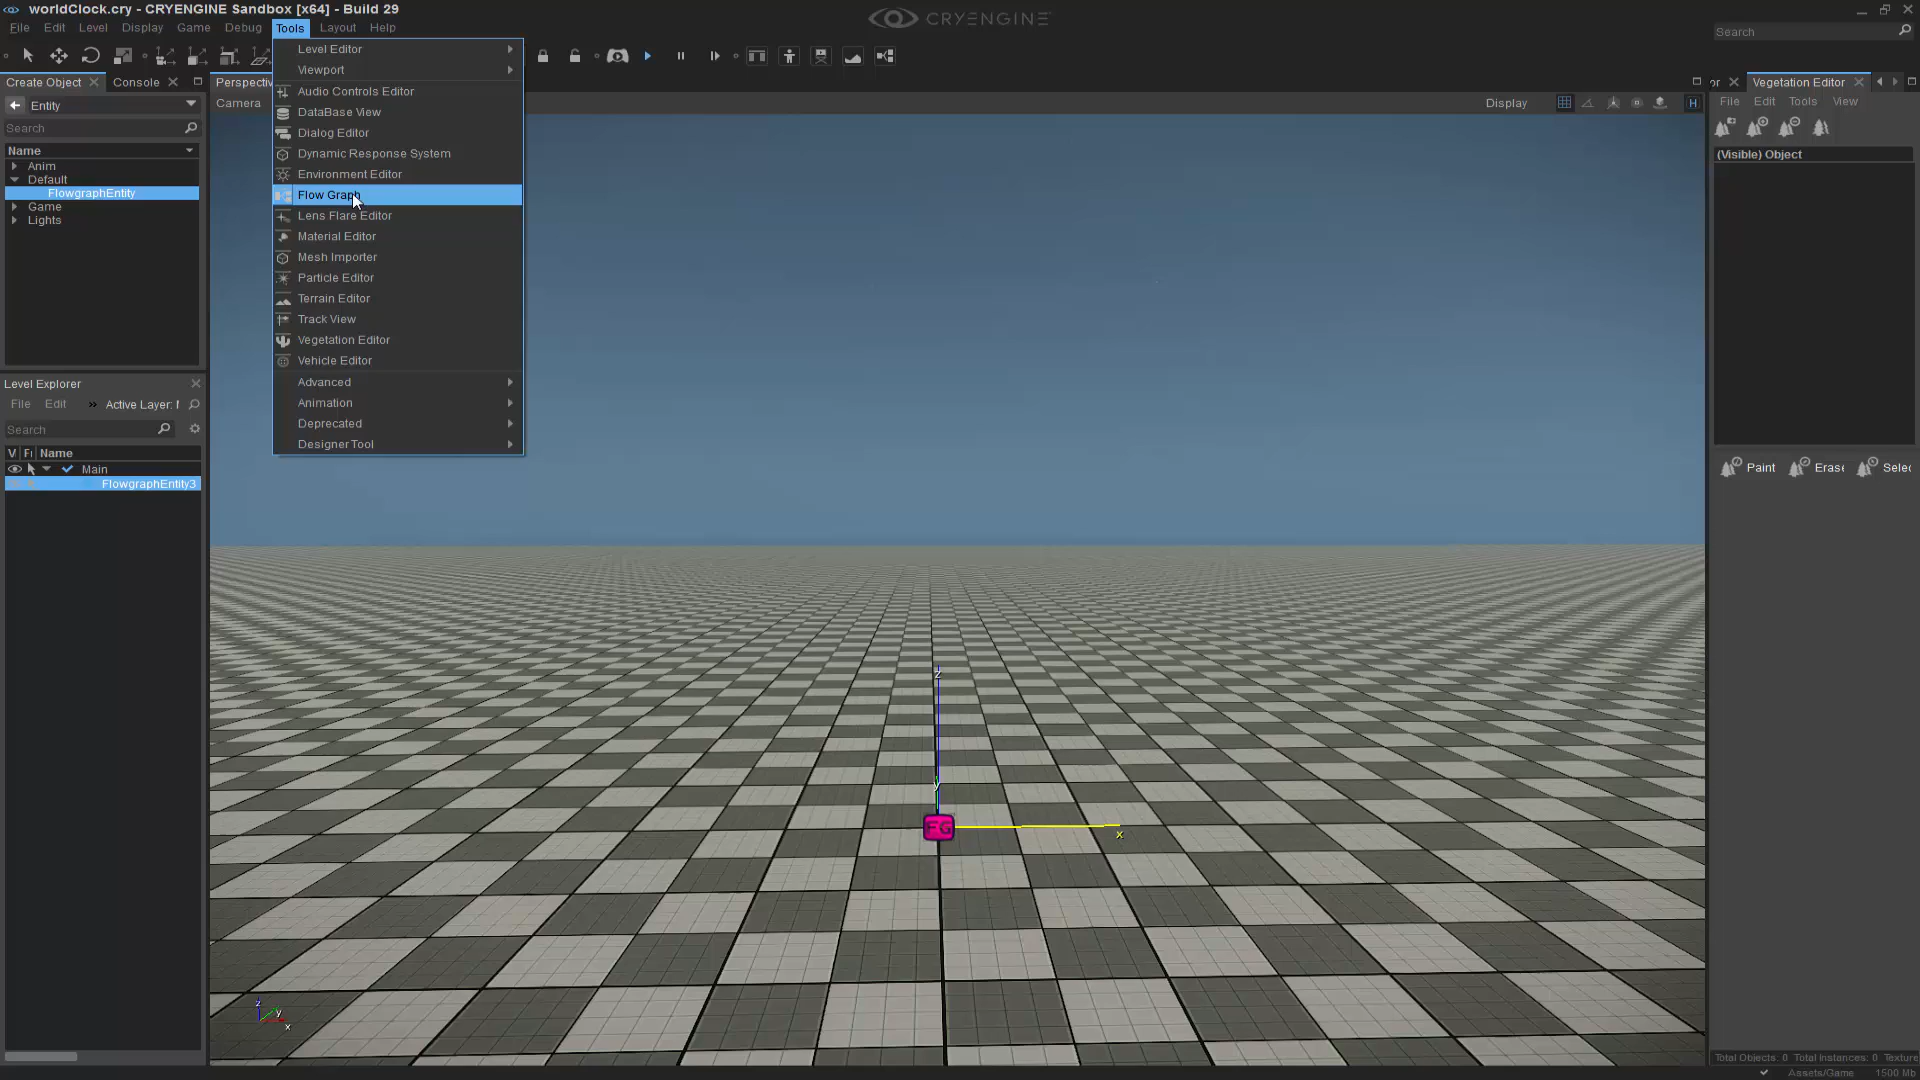 worldClock.cry - CRYENGINE Sandbox [x64] - Build 29
CRYENGINE
File Edit Level Display Game Debug Tools Layout Help
Search
Create Object
Console
Perspectiv
Entity
Camera
Search
Name
Anim
Default
FlowgraphEntity
Game
Lights
Level Explorer
File Edit » Active Layer:
Search
V Name
Main
FlowgraphEntity3
Level Editor
Viewport
Audio Controls Editor
DataBase View
Dialog Editor
Dynamic Response System
Environment Editor
Flow Graph
Lens Flare Editor
Material Editor
Mesh Importer
Particle Editor
Terrain Editor
Track View
Vegetation Editor
Vehicle Editor
Advanced
Animation
Deprecated
Designer Tool
Display
H
z
y
FG
x
z
y
x
or
Vegetation Editor
File Edit Tools View
(Visible) Object
Paint Erase Selec
Total Objects: 0 Total Instances: 0 Texture
Assets/Game 1500 Mb